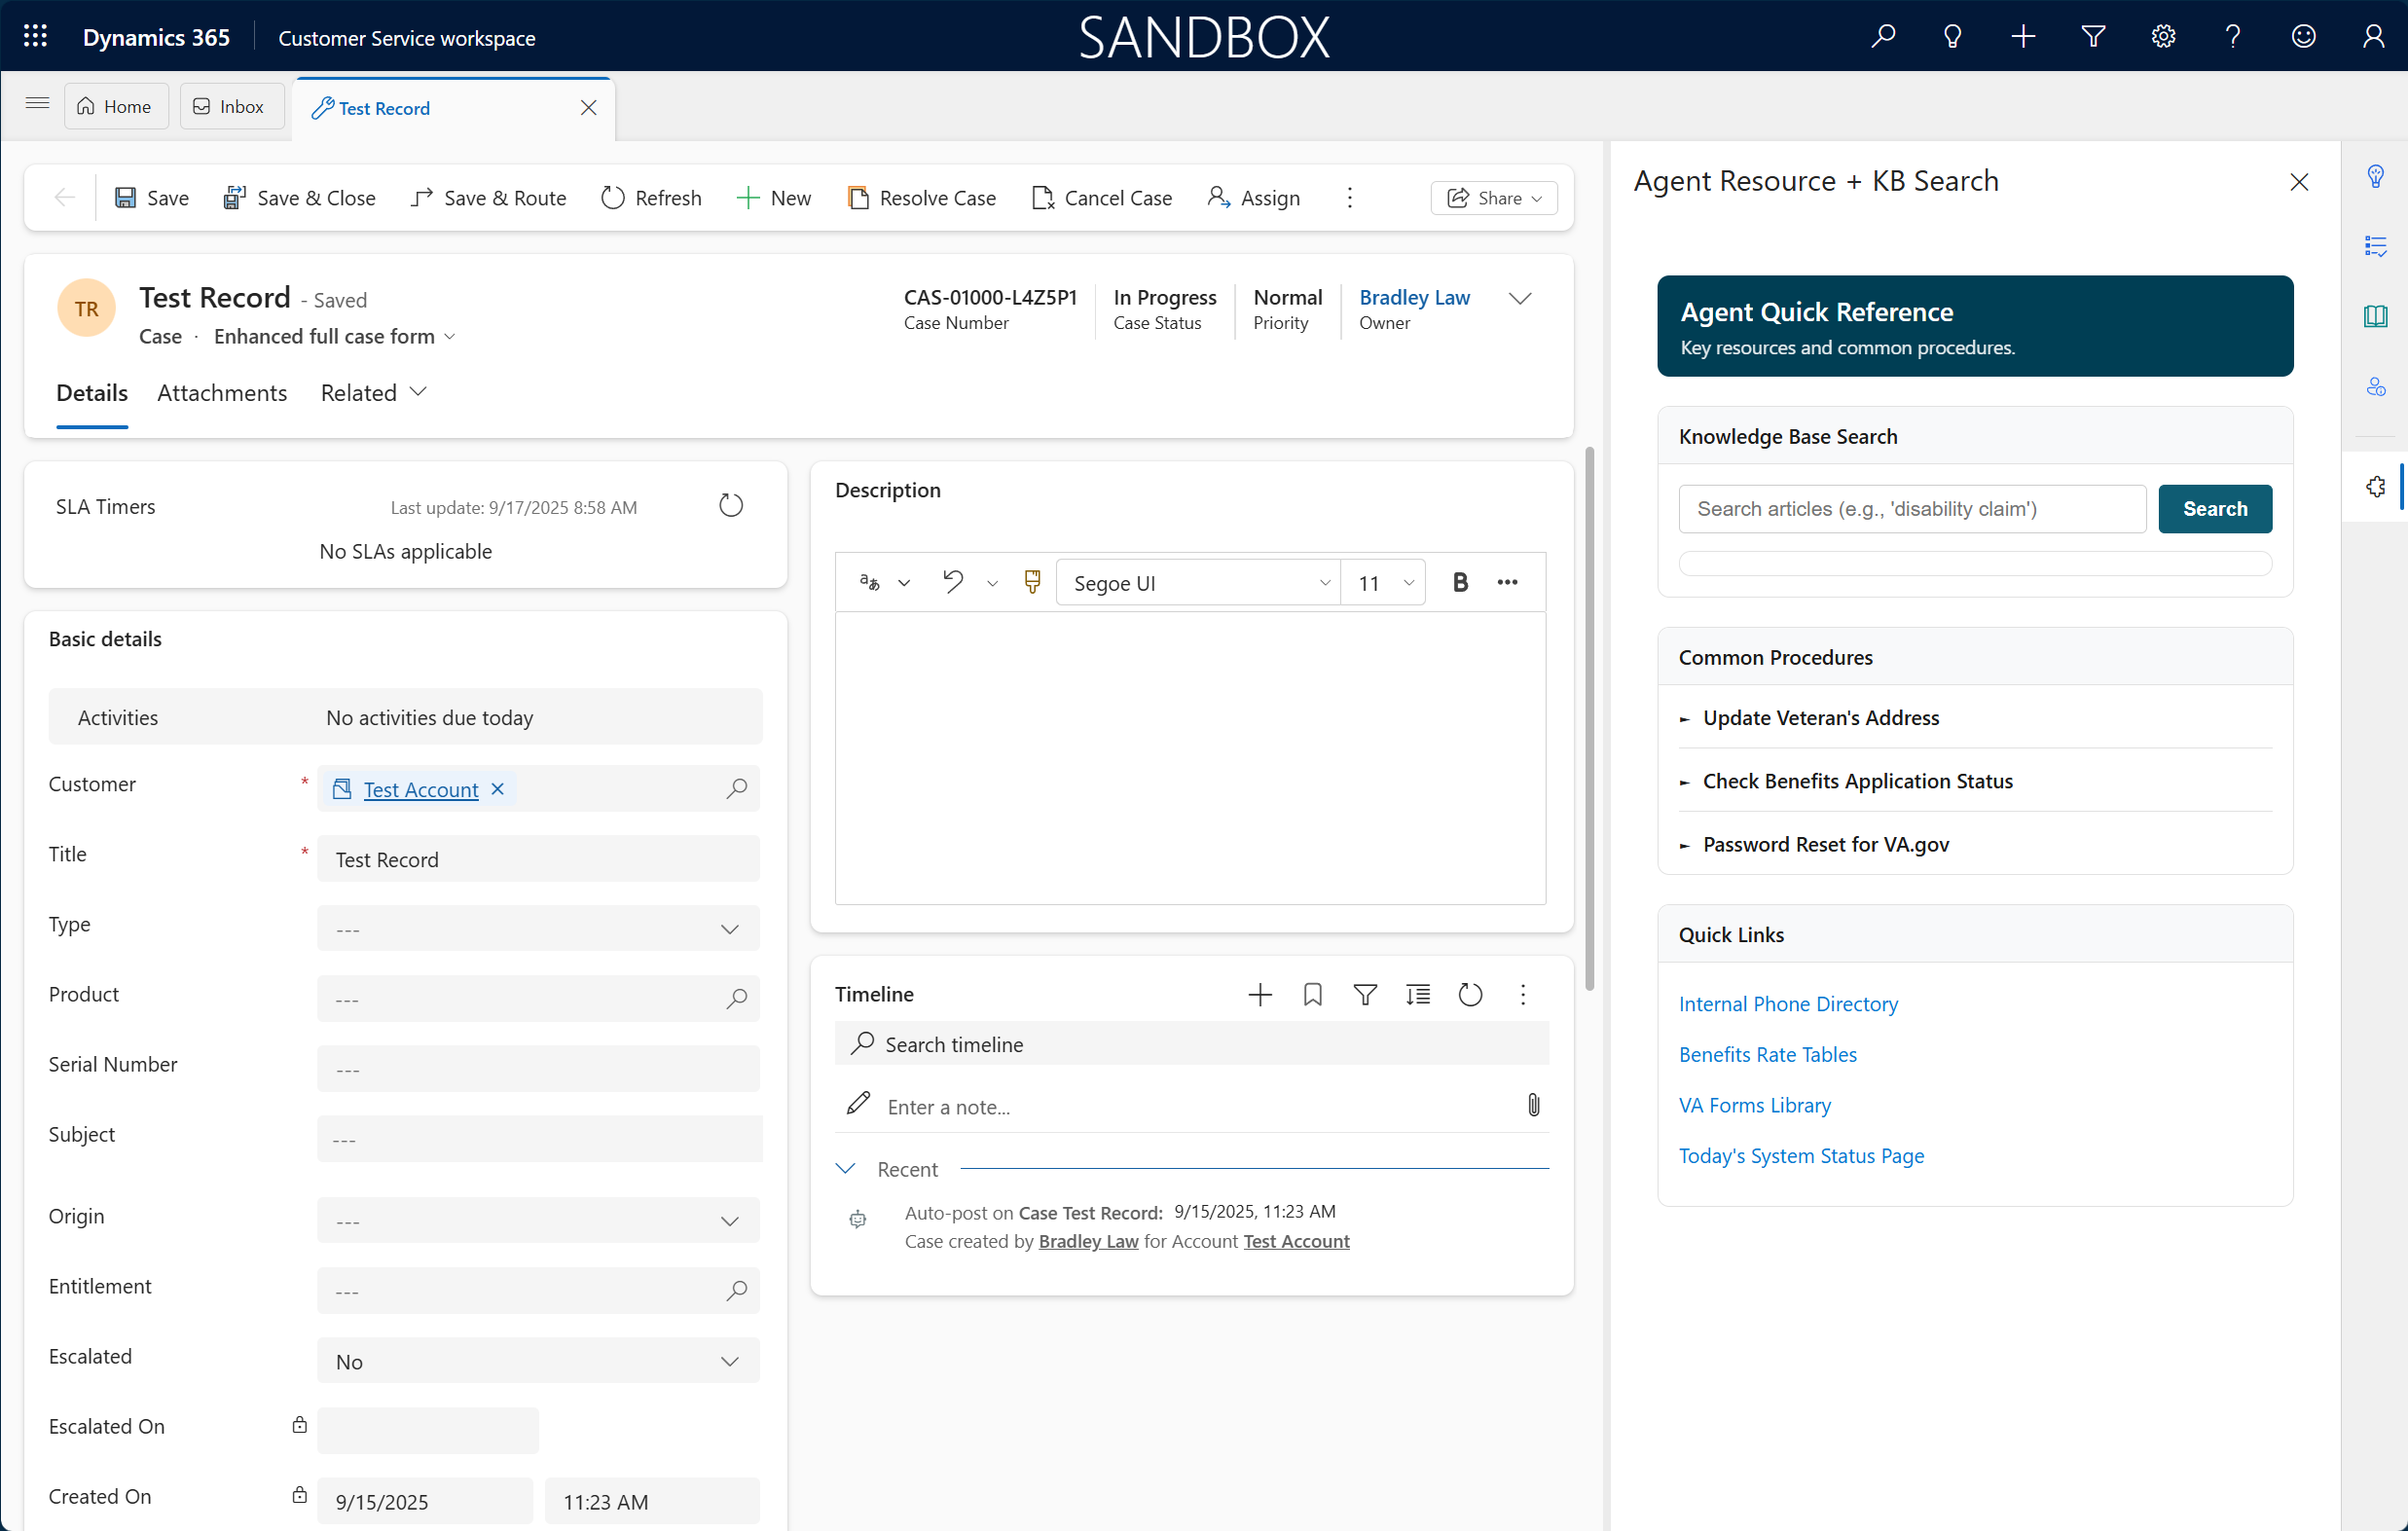 Dynamics 365
Customer Service workspace
SANDBOX
Home
Inbox
Test Record
Save
Save & Close
Save & Route
Refresh
New
Resolve Case
Cancel Case
Assign
Share
TR
Test Record - Saved
Case · Enhanced full case form
CAS-01000-L4Z5P1
Case Number
In Progress
Case Status
Normal
Priority
Bradley Law
Owner
Details
Attachments
Related
SLA Timers
Last update: 9/17/2025 8:58 AM
No SLAs applicable
Basic details
Activities
No activities due today
Customer *
Test Account
Title *
Test Record
Type
---
Product
---
Serial Number
---
Subject
---
Origin
---
Entitlement
---
Escalated
No
Escalated On
Created On
9/15/2025
11:23 AM
Description
Segoe UI
11
B
Timeline
Search timeline
Enter a note...
Recent
Auto-post on Case Test Record: 9/15/2025, 11:23 AM
Case created by Bradley Law for Account Test Account
Agent Resource + KB Search
Agent Quick Reference
Key resources and common procedures.
Knowledge Base Search
Search articles (e.g., 'disability claim')
Search
Common Procedures
Update Veteran's Address
Check Benefits Application Status
Password Reset for VA.gov
Quick Links
Internal Phone Directory
Benefits Rate Tables
VA Forms Library
Today's System Status Page